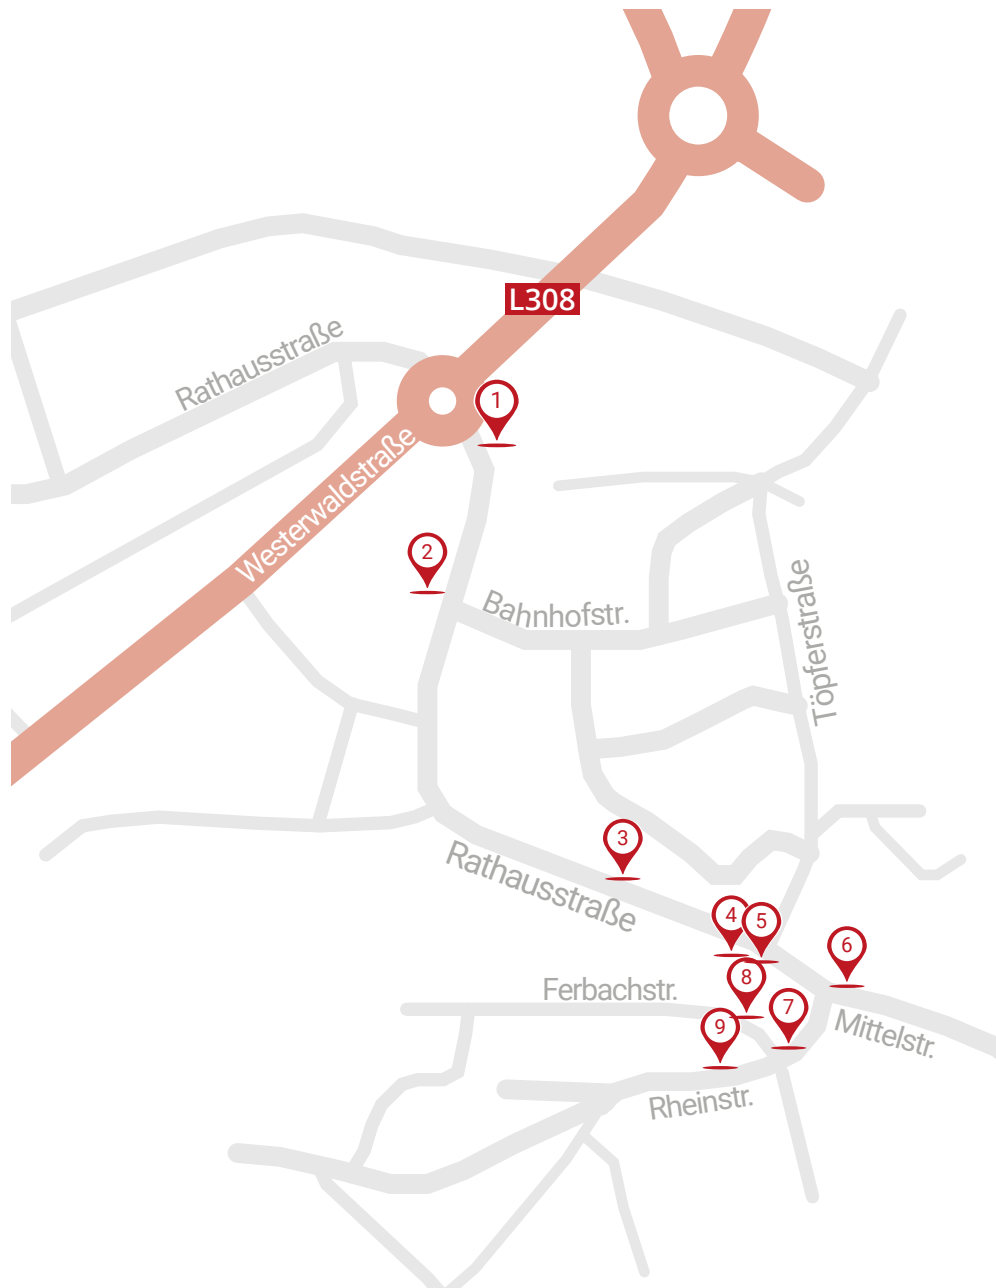 L308
Rathausstraße
1
Westerwaldstraße
2
Bahnhofstr.
Töpferstraße
3
Rathausstraße
4
5
6
8
Ferbachstr.
7
9
Mittelstr.
Rheinstr.